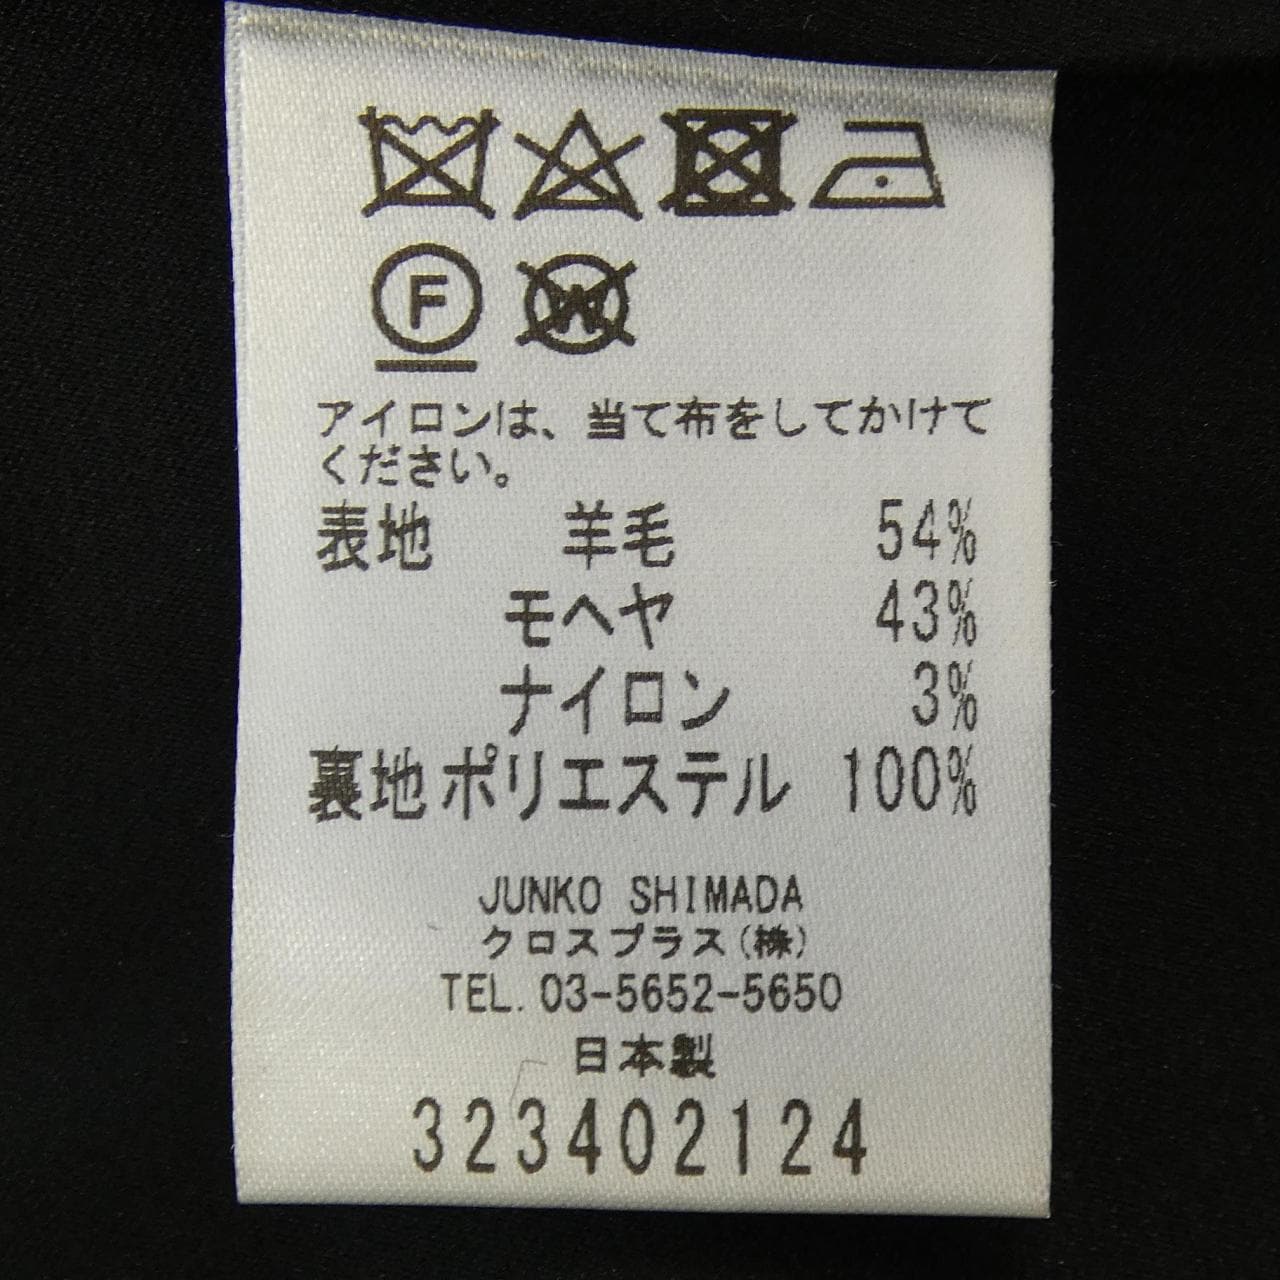 F W
アイロンは、当て布をしてかけて
ください。
表地 羊毛 54%
モヘヤ 43%
ナイロン 3%
裏地 ポリエステル 100%
JUNKO SHIMADA
クロスプラス(株)
TEL. 03-5652-5650
日本製
323402124